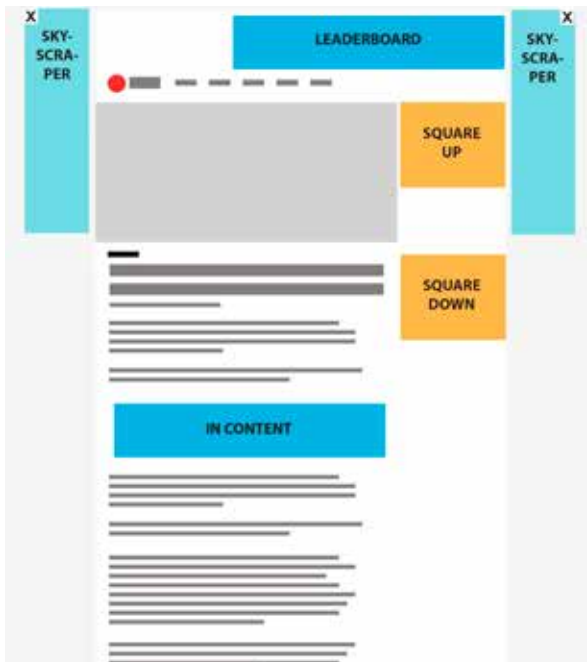 X
SKY-
SCRA-
PER
LEADERBOARD
X
SKY-
SCRA-
PER
SQUARE
UP
SQUARE
DOWN
IN CONTENT